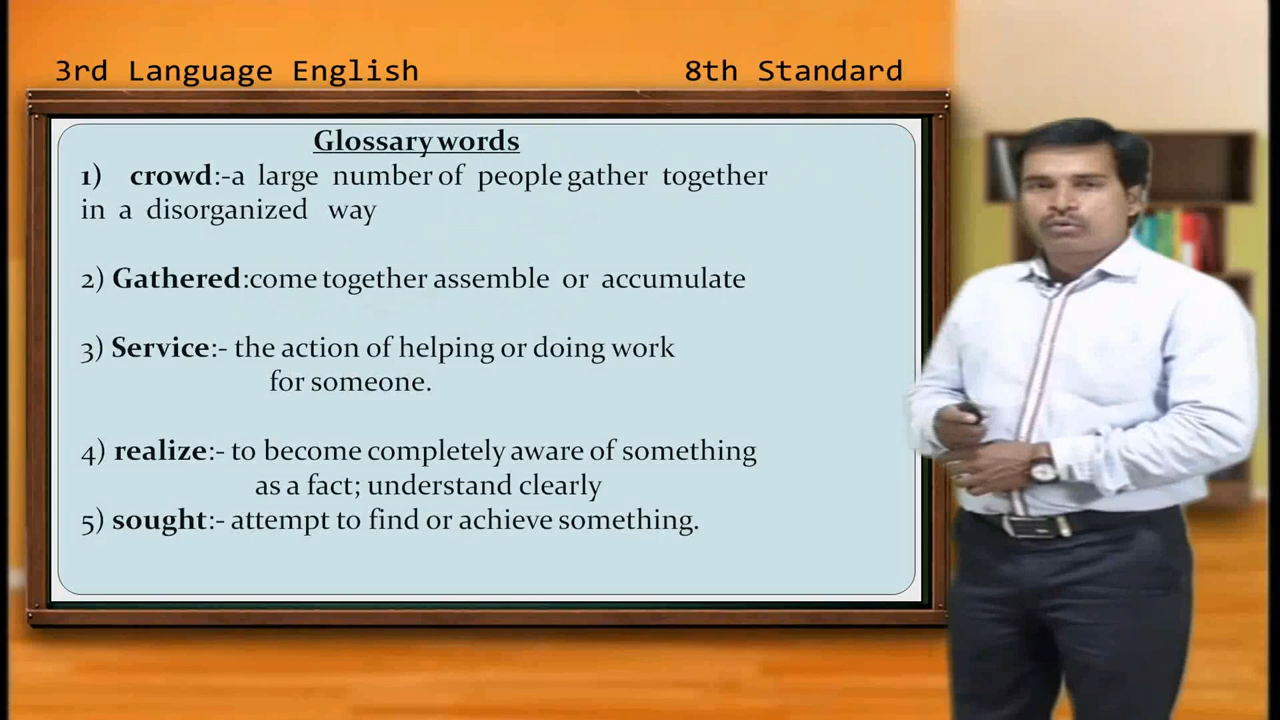 3rd Language English 8th Standard
Glossary words
1) crowd:-a large number of people gather together
in a disorganized way
2) Gathered:come together assemble or accumulate
3) Service:- the action of helping or doing work
for someone.
4) realize:- to become completely aware of something
as a fact; understand clearly
5) sought:- attempt to find or achieve something.